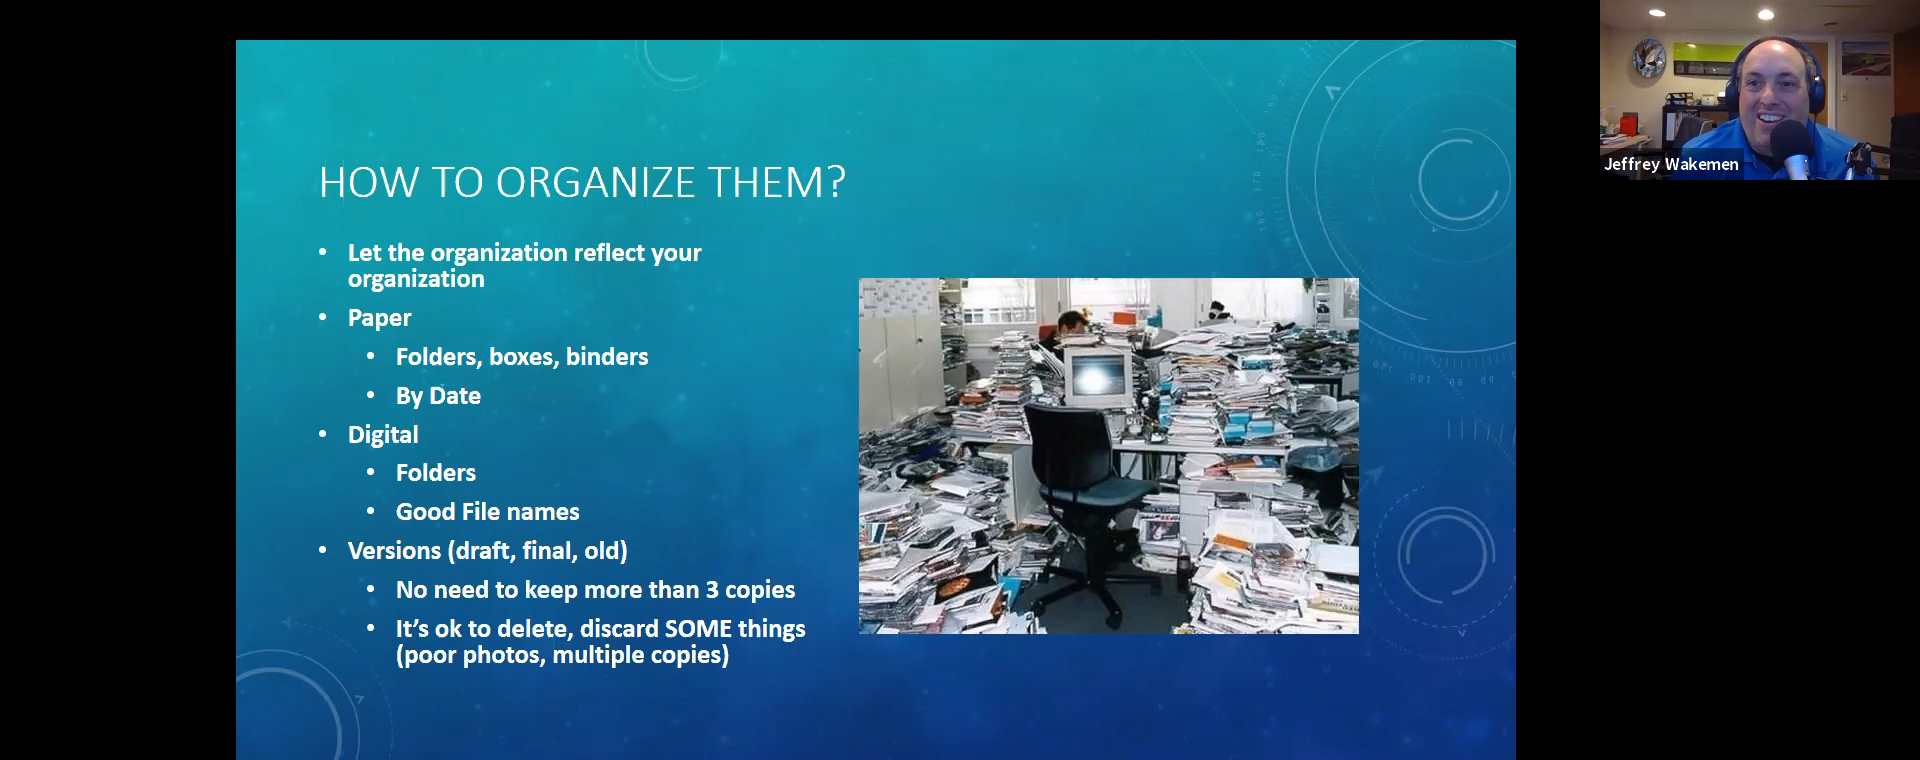 HOW TO ORGANIZE THEM?
• Let the organization reflect your
organization
• Paper
• Folders, boxes, binders
• By Date
• Digital
• Folders
• Good File names
• Versions (draft, final, old)
• No need to keep more than 3 copies
• It's ok to delete, discard SOME things
(poor photos, multiple copies)
Jeffrey Wakemen